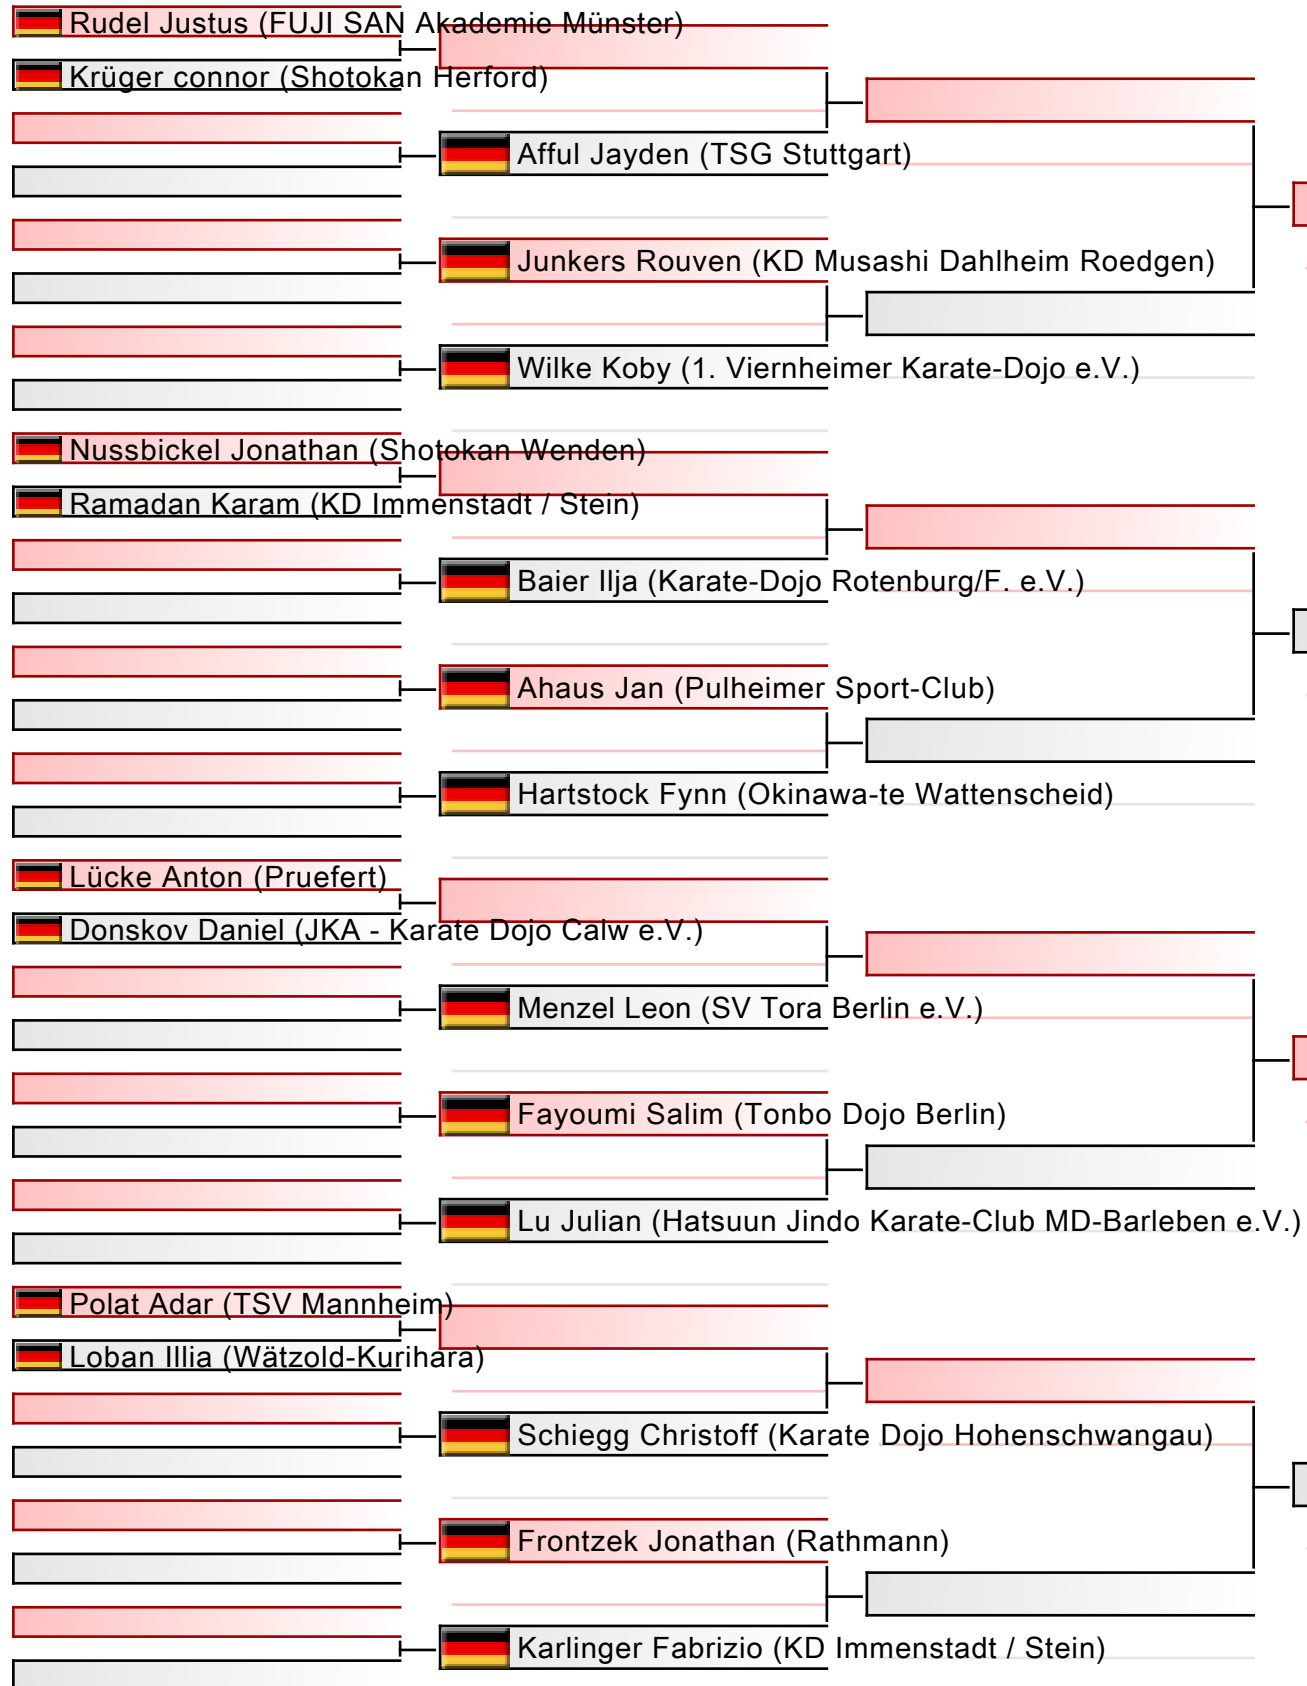 Rudel Justus (FUJI SAN Akademie Münster)
Krüger connor (Shotokan Herford)
Afful Jayden (TSG Stuttgart)
Junkers Rouven (KD Musashi Dahlheim Roedgen)
Wilke Koby (1. Viernheimer Karate-Dojo e.V.)
Nussbickel Jonathan (Shotokan Wenden)
Ramadan Karam (KD Immenstadt / Stein)
Baier Ilja (Karate-Dojo Rotenburg/F. e.V.)
Ahaus Jan (Pulheimer Sport-Club)
Hartstock Fynn (Okinawa-te Wattenscheid)
Lücke Anton (Pruefert)
Donskov Daniel (JKA - Karate Dojo Calw e.V.)
Menzel Leon (SV Tora Berlin e.V.)
Fayoumi Salim (Tonbo Dojo Berlin)
Lu Julian (Hatsuun Jindo Karate-Club MD-Barleben e.V.)
Polat Adar (TSV Mannheim)
Loban Illia (Wätzold-Kurihara)
Schiegg Christoff (Karate Dojo Hohenschwangau)
Frontzek Jonathan (Rathmann)
Karlinger Fabrizio (KD Immenstadt / Stein)